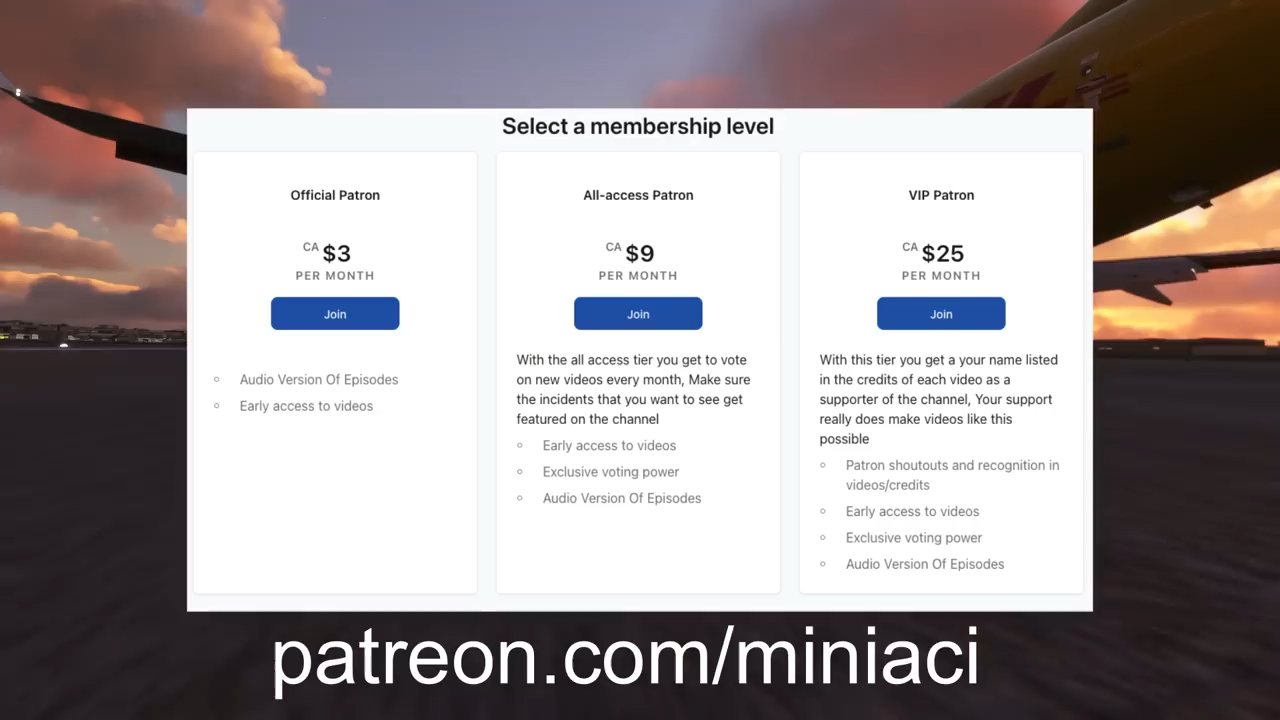 Select a membership level
Official Patron
CA $3
PER MONTH
Join
Audio Version Of Episodes
Early access to videos
All-access Patron
CA $9
PER MONTH
Join
With the all access tier you get to vote
on new videos every month, Make sure
the incidents that you want to see get
featured on the channel
Early access to videos
Exclusive voting power
Audio Version Of Episodes
VIP Patron
CA $25
PER MONTH
Join
With this tier you get a your name listed
in the credits of each video as a
supporter of the channel, Your support
really does make videos like this
possible
Patron shoutouts and recognition in
videos/credits
Early access to videos
Exclusive voting power
Audio Version Of Episodes
patreon.com/miniaci